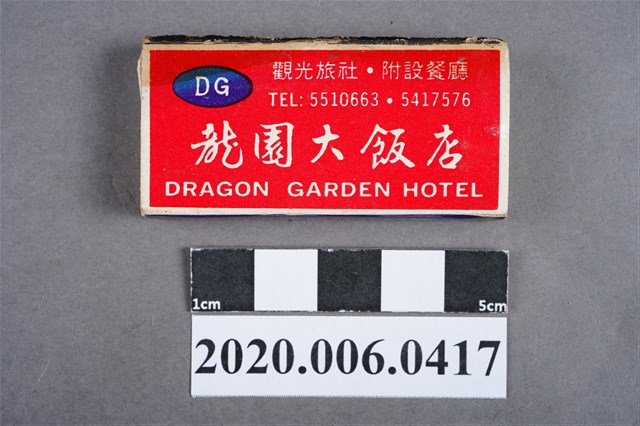 DG
觀光旅社・附設餐廳
TEL: 5510663・5417576
龍園大飯店
DRAGON GARDEN HOTEL
1cm 5cm
2020.006.0417